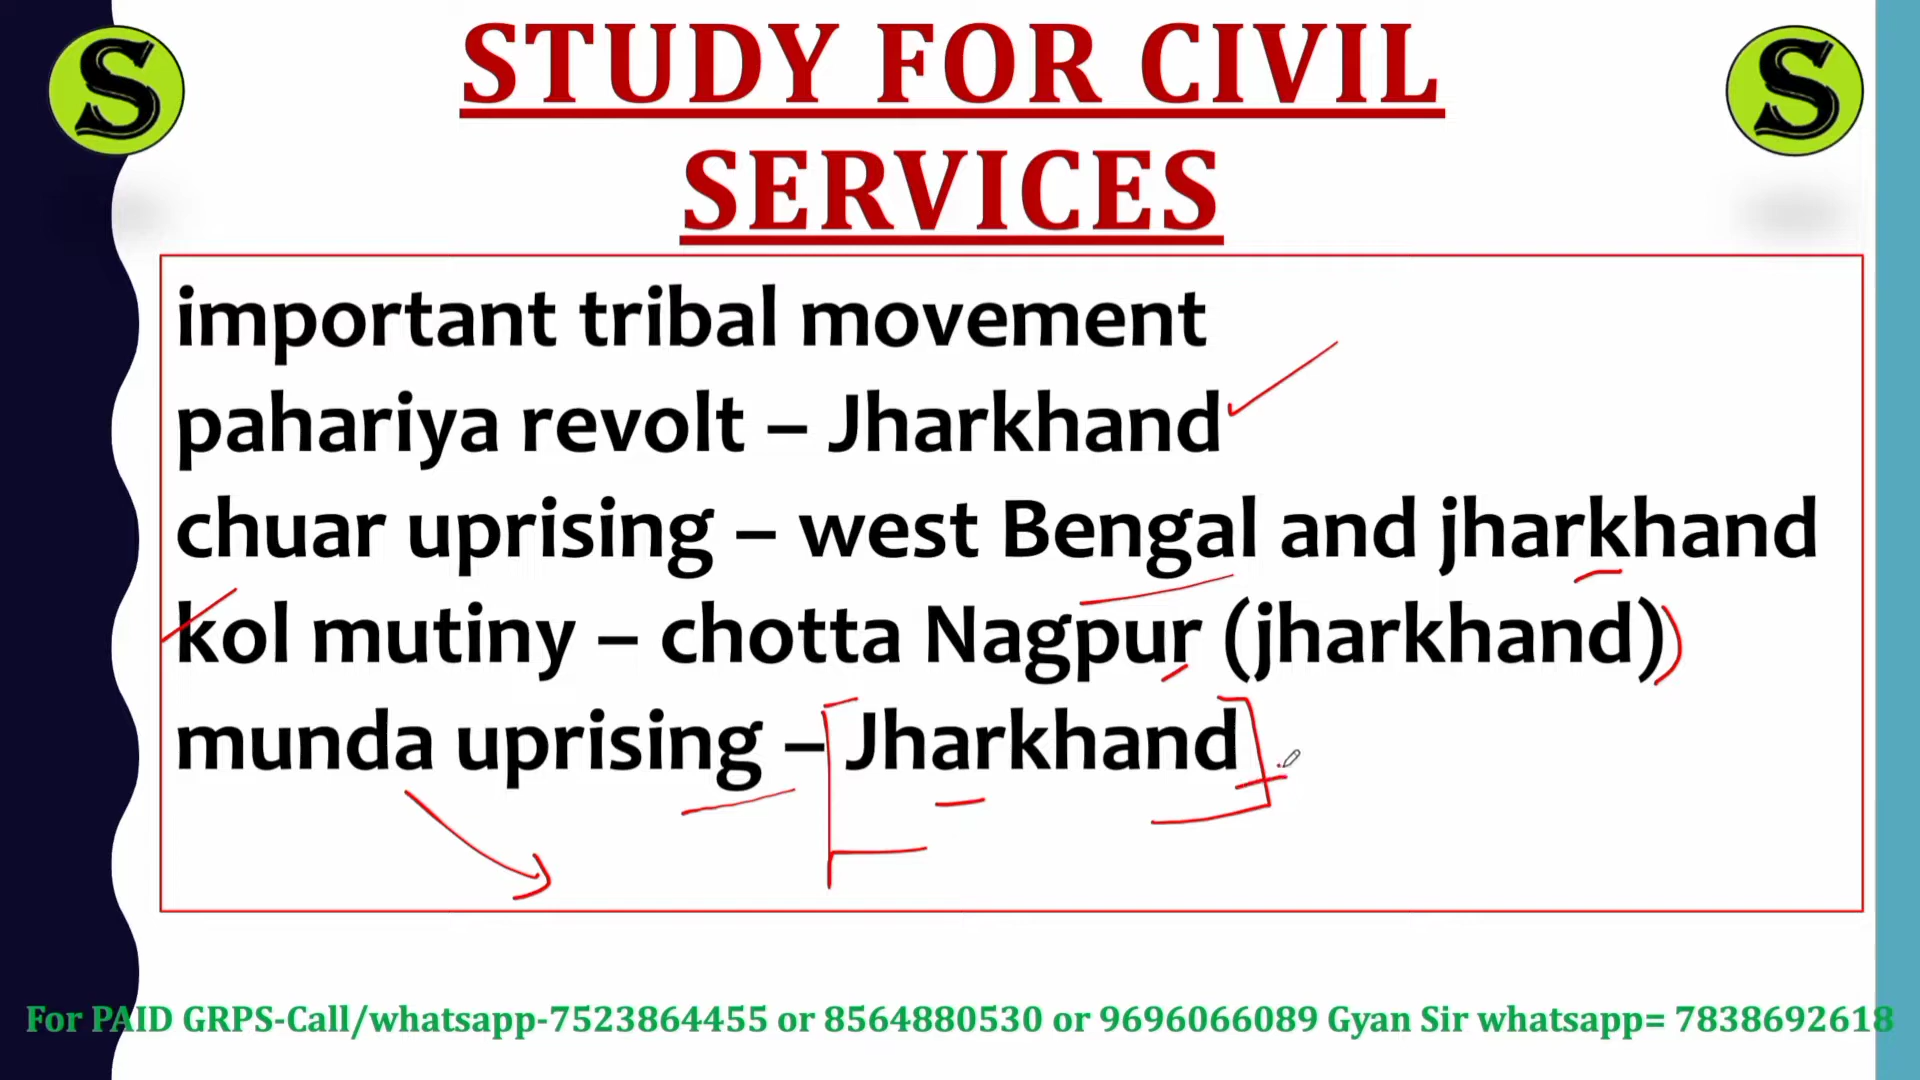 S
S
STUDY FOR CIVIL
SERVICES
important tribal movement
pahariya revolt – Jharkhand
chuar uprising – west Bengal and jharkhand
kol mutiny – chotta Nagpur (jharkhand)
munda uprising – Jharkhand
For PAID GRPS-Call/whatsapp-7523864455 or 8564880530 or 9696066089 Gyan Sir whatsapp= 7838692618